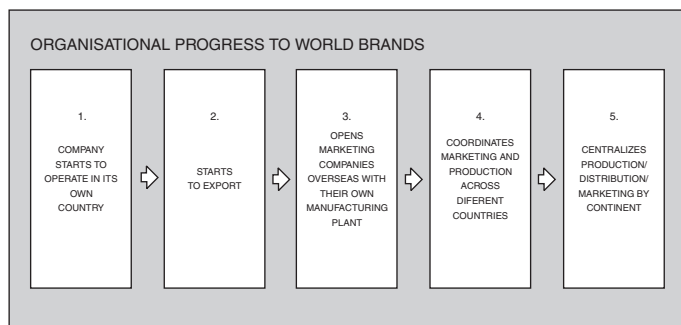 ORGANISATIONAL PROGRESS TO WORLD BRANDS
1.
COMPANY
STARTS TO
OPERATE IN ITS
OWN
COUNTRY
2.
STARTS
TO EXPORT
3.
OPENS
MARKETING
COMPANIES
OVERSEAS WITH
THEIR OWN
MANUFACTURING
PLANT
4.
COORDINATES
MARKETING AND
PRODUCTION
ACROSS
DIFERENT
COUNTRIES
5.
CENTRALIZES
PRODUCTION/
DISTRIBUTION/
MARKETING BY
CONTINENT